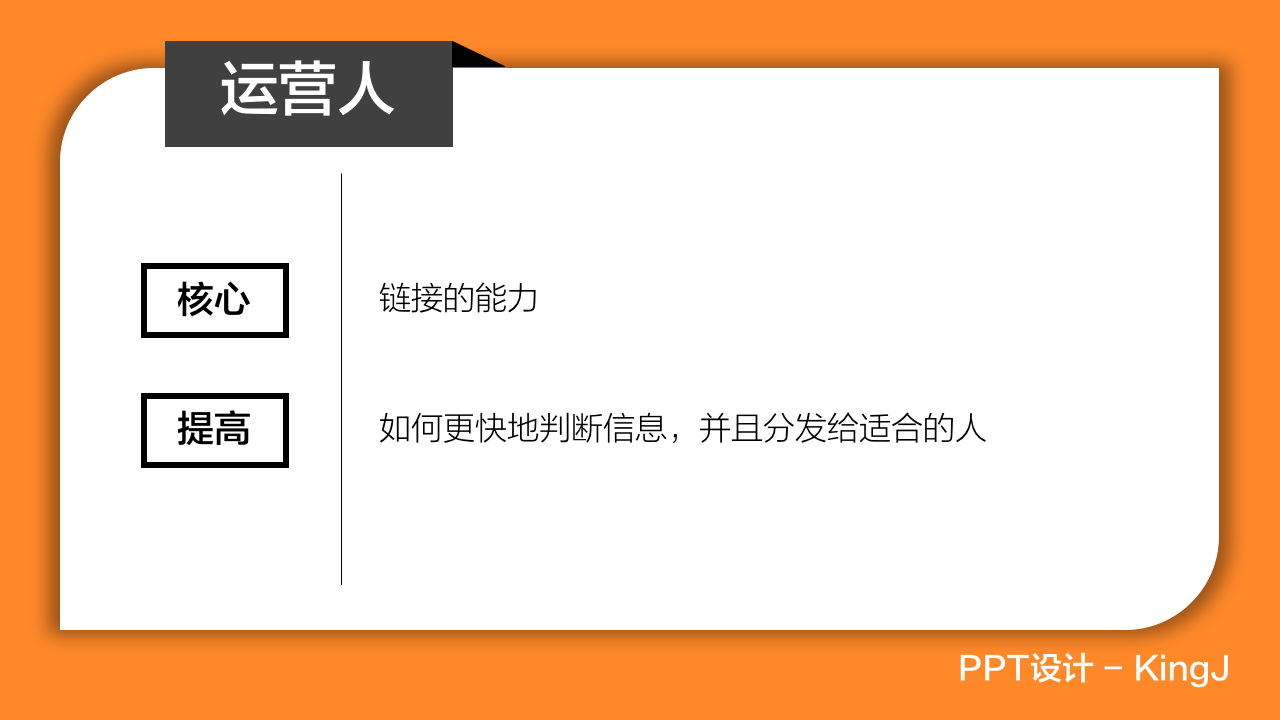 运营人
核心
链接的能力
提高
如何更快地判断信息，并且分发给适合的人
PPT设计 – KingJ